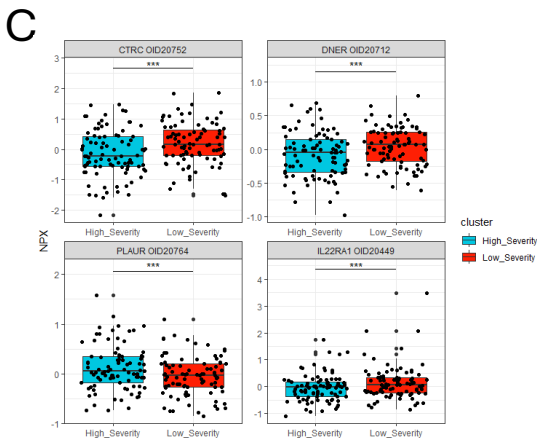 C
CTRC OID20752
DNER OID20712
3
2
1
0
-1
-2
***
High_Severity
Low_Severity
1.0
0.5
0.0
-0.5
-1.0
***
High_Severity
Low_Severity
NPX
PLAUR OID20764
IL22RA1 OID20449
2
1
0
-1
***
High_Severity
Low_Severity
4
3
2
1
0
-1
***
High_Severity
Low_Severity
cluster
High_Severity
Low_Severity